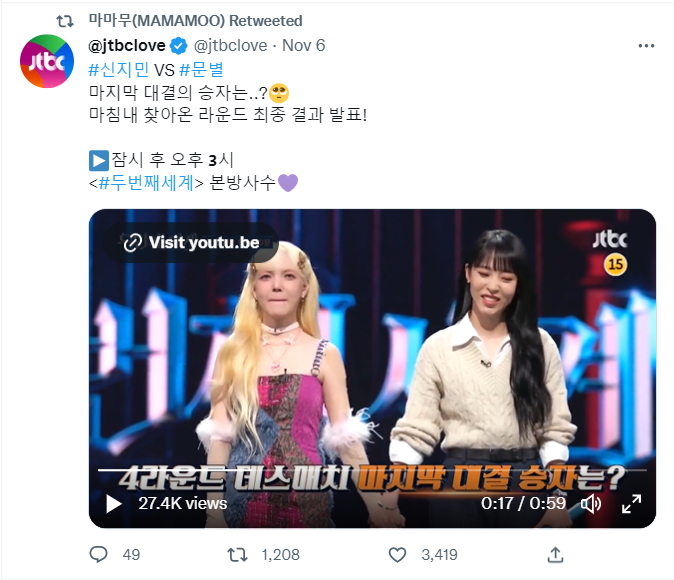 마마무(MAMAMOO) Retweeted
@jtbclove @jtbclove · Nov 6
#신지민 VS #문별
마지막 대결의 승자는..?🥺
마침내 찾아온 라운드 최종 결과 발표!
▶️잠시 후 오후 3시
<#두번째세계> 본방사수💜
jtbc
Visit youtu.be
jtbc
15
4라운드 데스매치 마지막 대결 승자는?
27.4K views
0:17 / 0:59
49
1,208
3,419